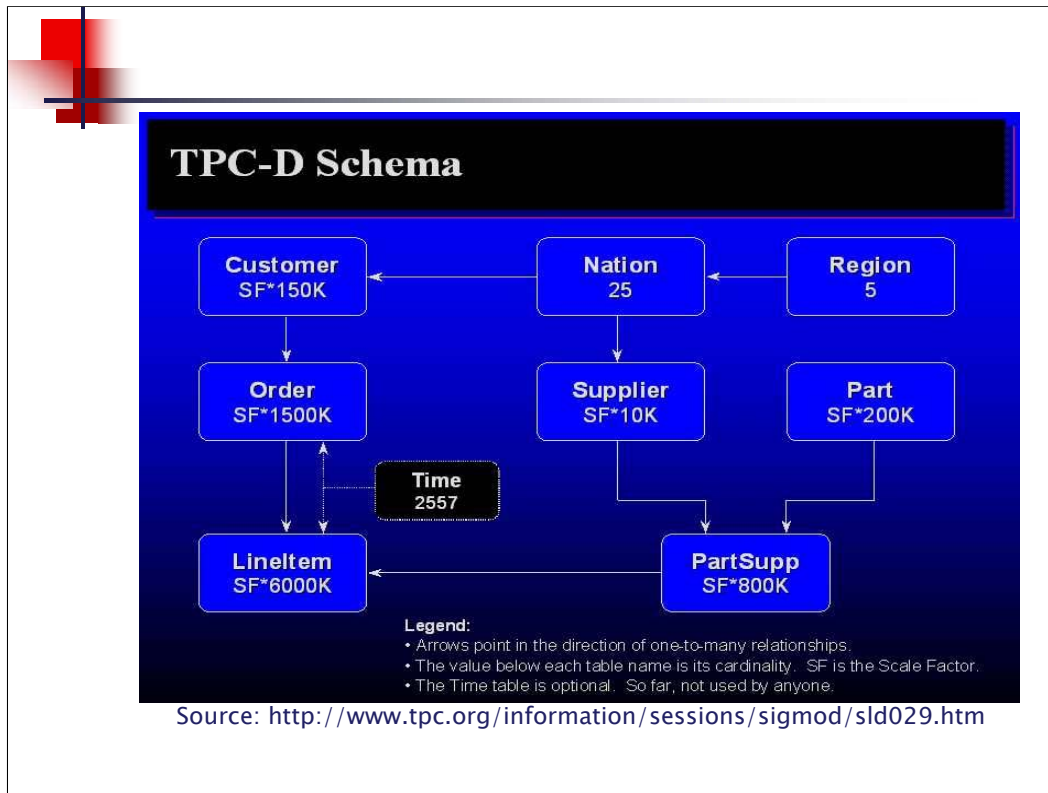 TPC-D Schema
Customer
SF*150K
Nation
25
Region
5
Order
SF*1500K
Supplier
SF*10K
Part
SF*200K
Time
2557
LineItem
SF*6000K
PartSupp
SF*800K
Legend:
• Arrows point in the direction of one-to-many relationships.
• The value below each table name is its cardinality. SF is the Scale Factor.
• The Time table is optional. So far, not used by anyone.
Source: http://www.tpc.org/information/sessions/sigmod/sld029.htm